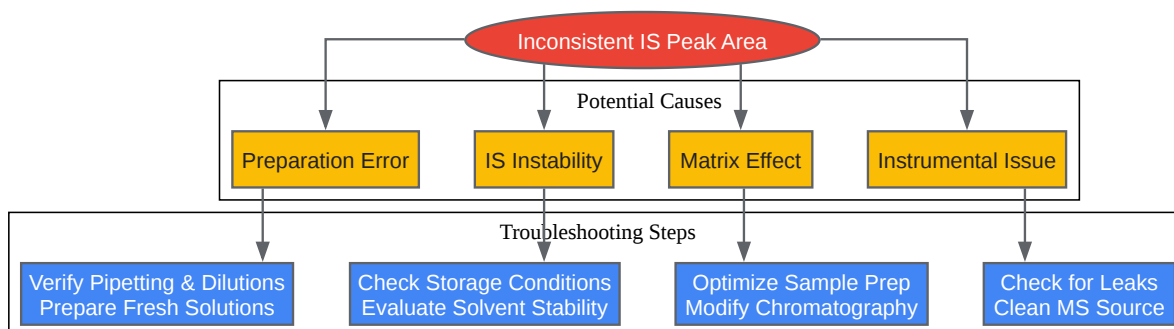 Inconsistent IS Peak Area
Potential Causes
Preparation Error
IS Instability
Matrix Effect
Instrumental Issue
Troubleshooting Steps
Verify Pipetting & Dilutions
Prepare Fresh Solutions
Check Storage Conditions
Evaluate Solvent Stability
Optimize Sample Prep
Modify Chromatography
Check for Leaks
Clean MS Source